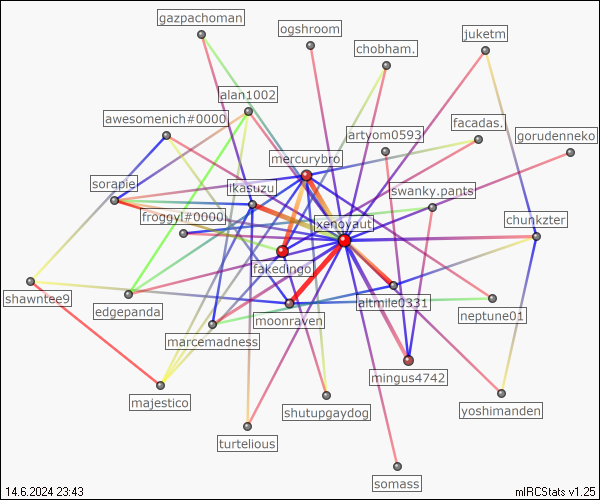 gazpachoman
ogshroom
juketm
chobham.
alan1002
awesomenich#0000
artyom0593
facadas.
gorudenneko
mercurybro
sorapie
ikasuzu
swanky.pants
froggyl#0000
xenoyaut
chunkzter
fakedingo
shawntee9
edgepanda
moonraven
altmile0331
neptune01
marcemadness
mingus4742
majestico
shutupgaydog
yoshimanden
turtelious
somass
14.6.2024 23:43
mIRCStats v1.25